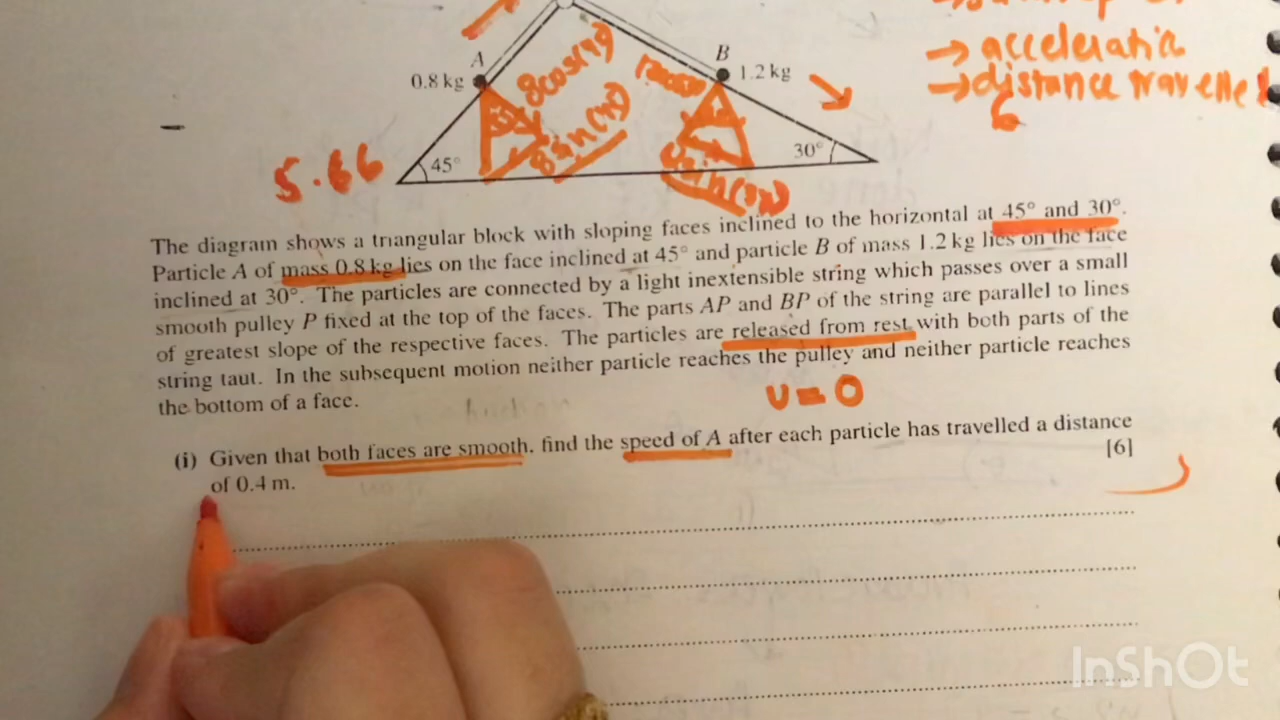 → acceleratio
→ distance travelled
A
0.8 kg
8cos(45)
8sin(45)
B
1.2 kg
45°
30°
5.66
The diagram shows a triangular block with sloping faces inclined to the horizontal at 45° and 30°.
Particle A of mass 0.8 kg lies on the face inclined at 45° and particle B of mass 1.2 kg lies on the face
inclined at 30°. The particles are connected by a light inextensible string which passes over a small
smooth pulley P fixed at the top of the faces. The parts AP and BP of the string are parallel to lines
of greatest slope of the respective faces. The particles are released from rest with both parts of the
string taut. In the subsequent motion neither particle reaches the pulley and neither particle reaches
the bottom of a face.
U = 0
(i) Given that both faces are smooth, find the speed of A after each particle has travelled a distance
of 0.4 m.
[6]
InShOt